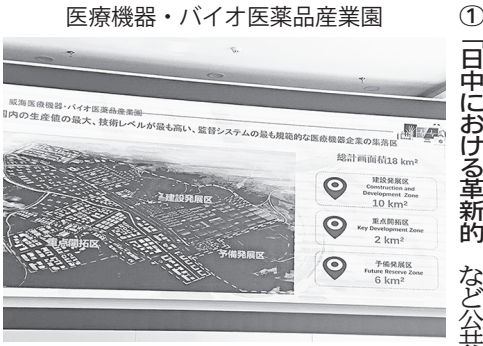 医療機器・バイオ医薬品産業園
①「日中における革新的
など公共
威海医療機器・バイオ医薬品産業園
国内の生産値の最大、技術レベルが最も高い、監督システムの最も規範的な医療機器企業の集落区
総計画面積18 km²
建設発展区
Construction and
Development Zone
10 km²
重点開拓区
Key Development Zone
2 km²
予備発展区
Future Reserve Zone
6 km²
建設発展区
重点開拓区
予備発展区